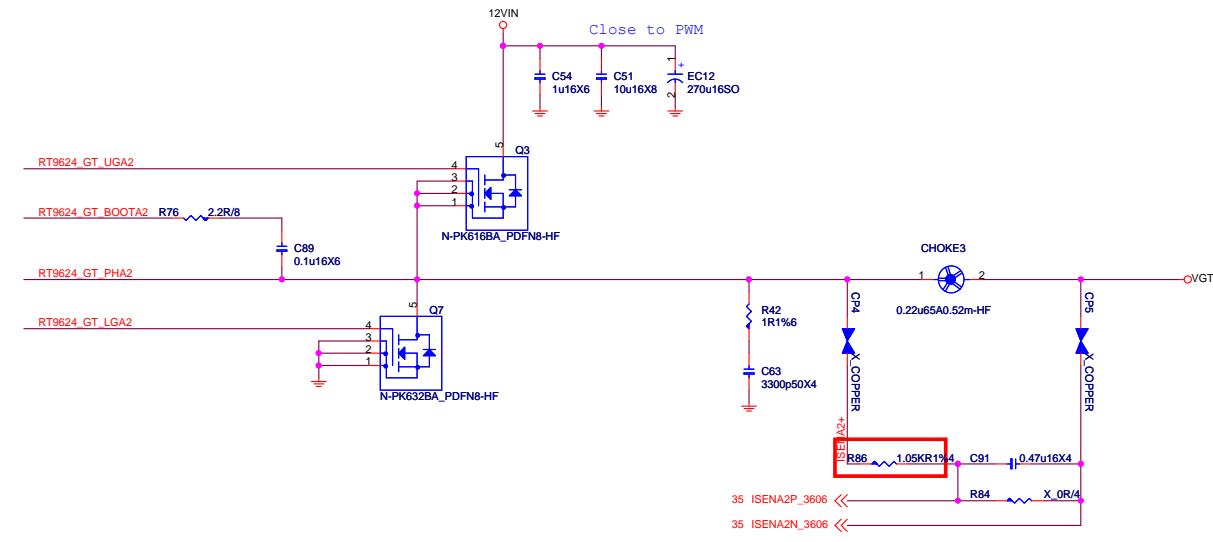 12VIN
Close to PWM
C54
1u16X6
C51
10u16X8
1
+
2
EC12
270u16SO
5
Q3
RT9624_GT_UGA2
4
3
2
1
RT9624_GT_BOOTA2 R76 2.2R/8
N-PK616BA_PDFN8-HF
C89
0.1u16X6
CHOKE3
RT9624_GT_PHA2
1
2
VGT
0.22u65A0.52m-HF
5
Q7
RT9624_GT_LGA2
4
3
2
1
N-PK632BA_PDFN8-HF
R42
1R1%6
C63
3300p50X4
CP4
X_COPPER
CP5
X_COPPER
ISENA2+
R86 1.05KR1%4 C91 0.47u16X4
R84 X_0R/4
35 ISENA2P_3606
35 ISENA2N_3606